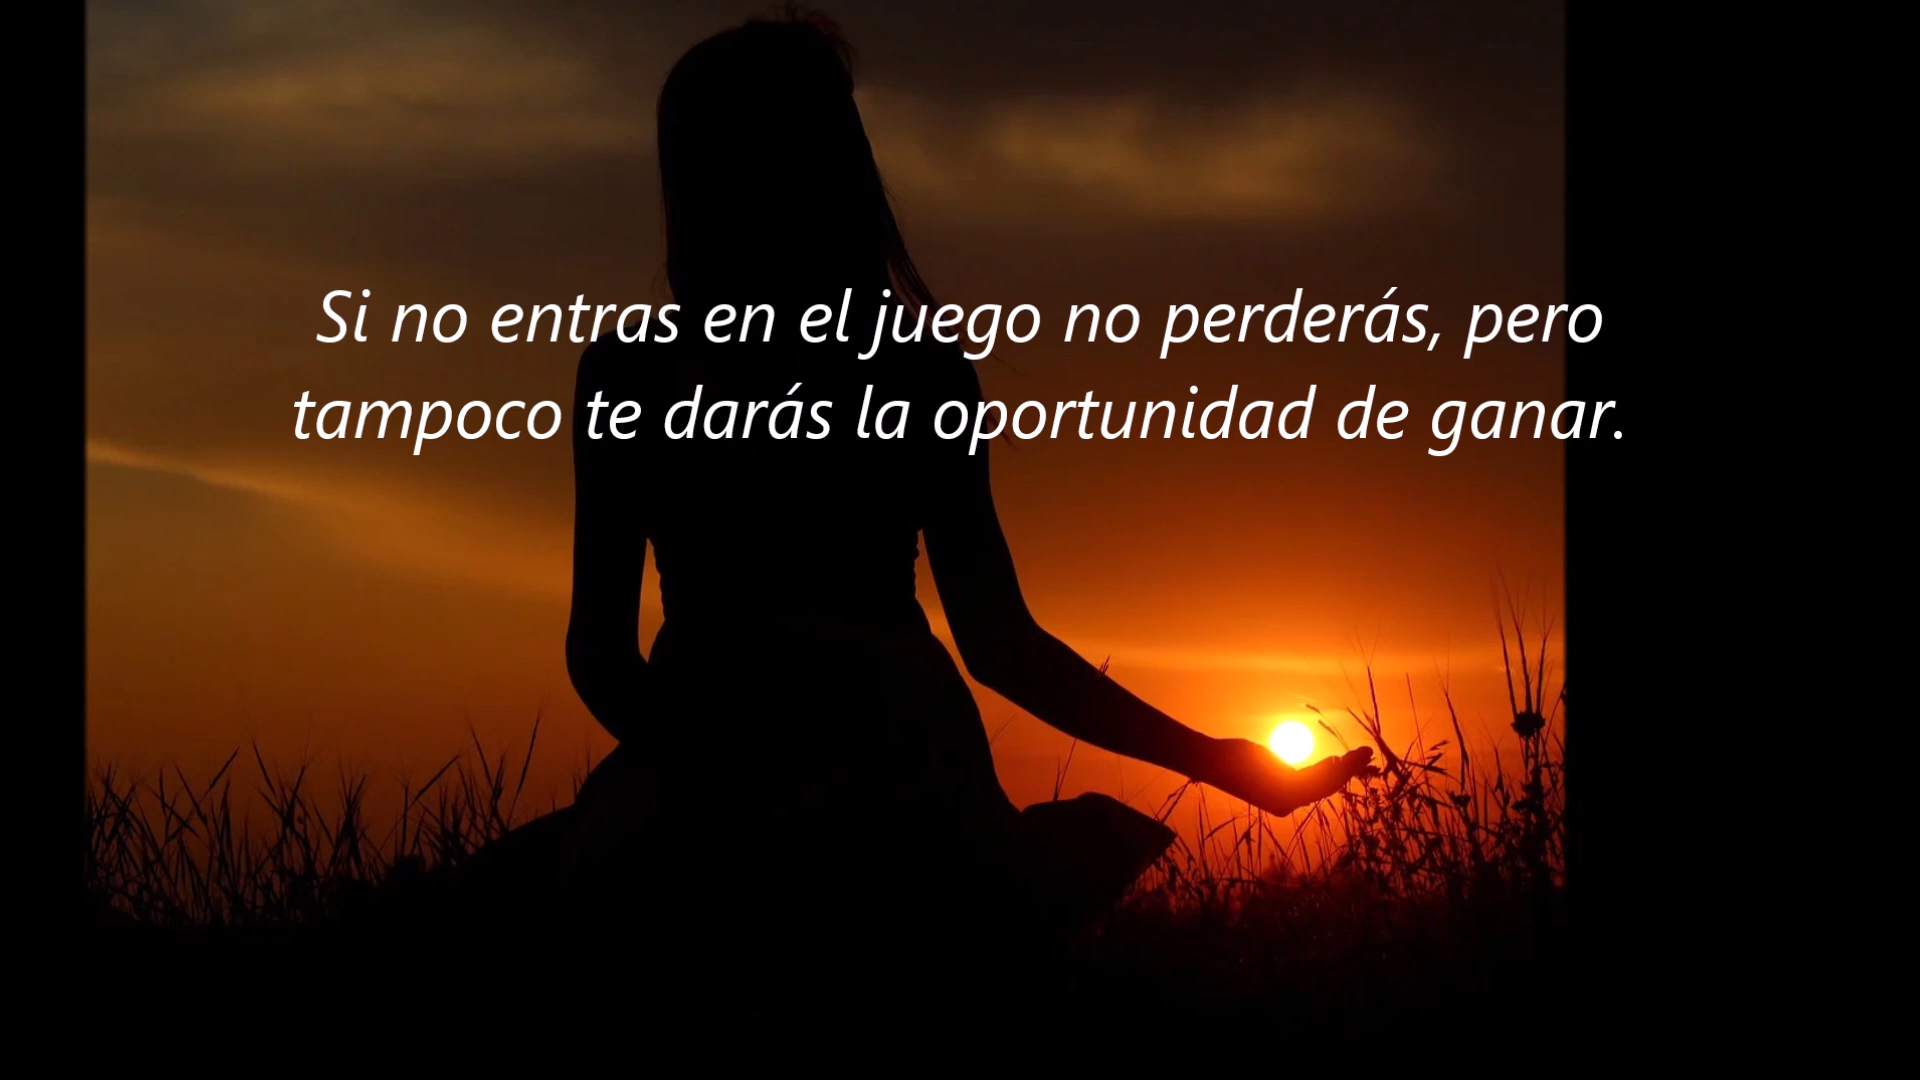 Si no entras en el juego no perderás, pero
tampoco te darás la oportunidad de ganar.